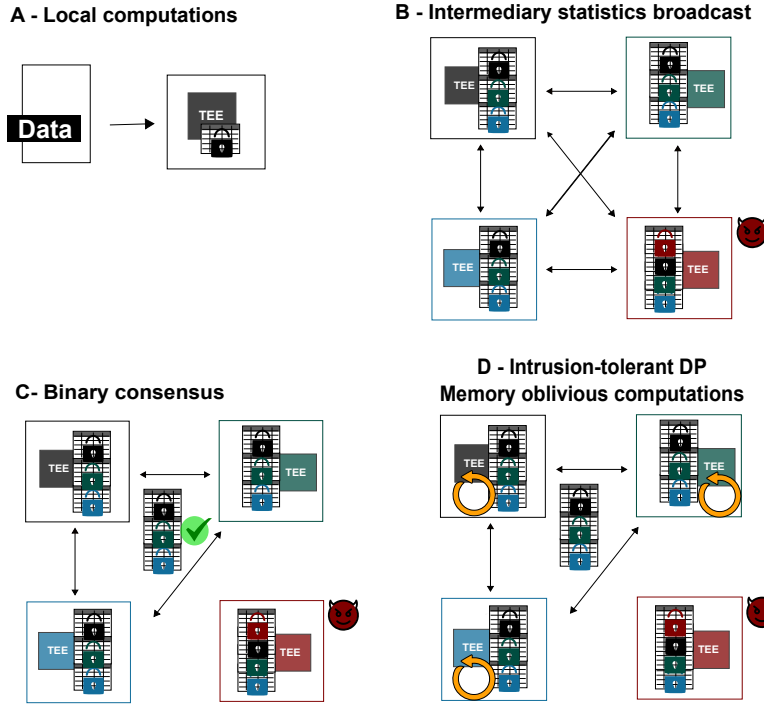 A - Local computations
Data
TEE
B - Intermediary statistics broadcast
TEE
TEE
TEE
TEE
C- Binary consensus
TEE
TEE
TEE
TEE
D - Intrusion-tolerant DP
Memory oblivious computations
TEE
TEE
TEE
TEE